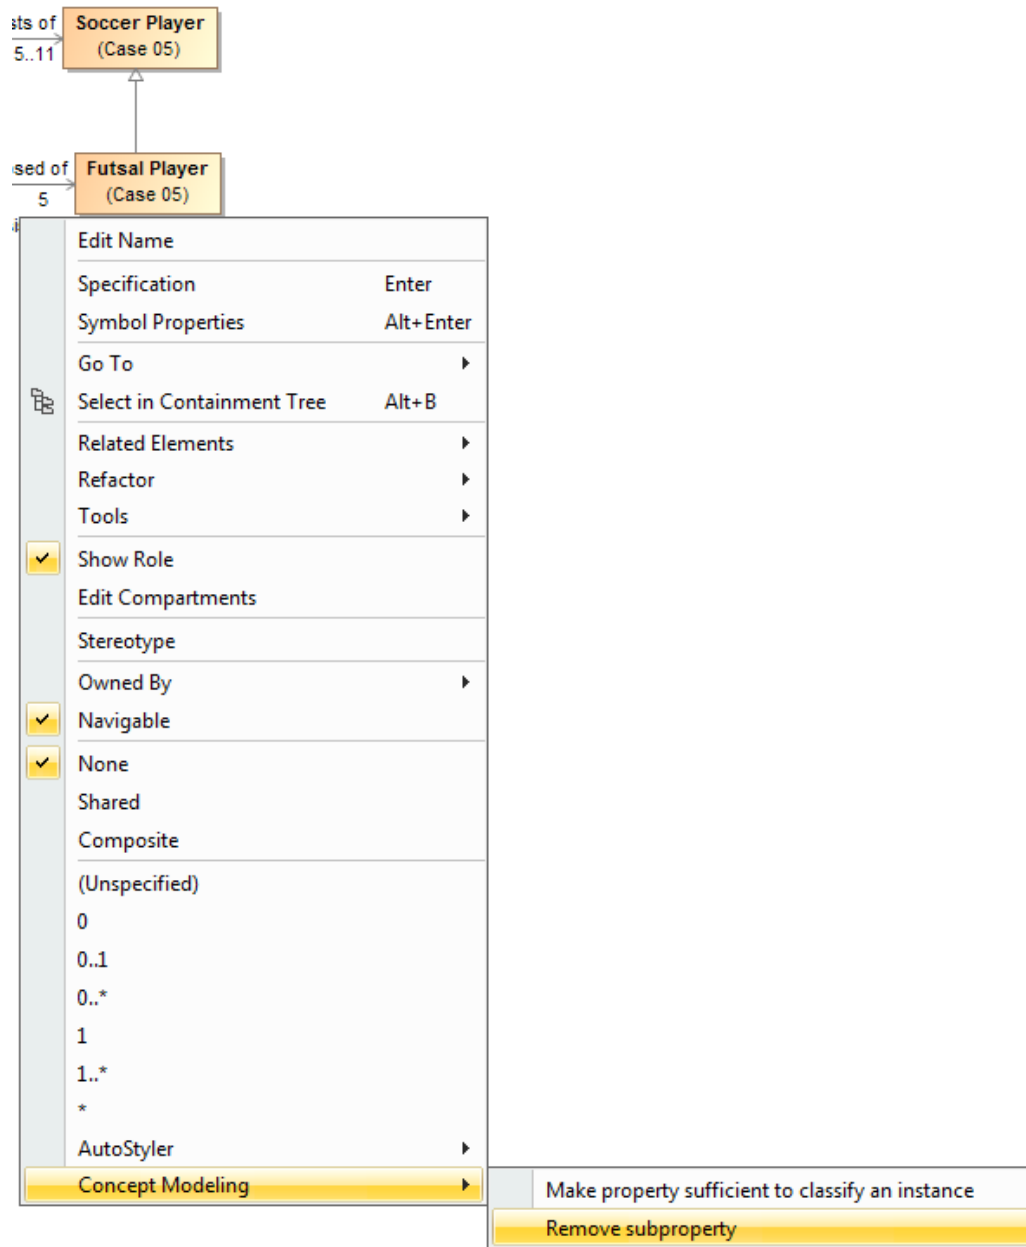 sts of
Soccer Player
5..11
(Case 05)
sed of
Futsal Player
5
(Case 05)
Edit Name
Specification Enter
Symbol Properties Alt+Enter
Go To
Select in Containment Tree Alt+B
Related Elements
Refactor
Tools
Show Role
Edit Compartments
Stereotype
Owned By
Navigable
None
Shared
Composite
(Unspecified)
0
0..1
0..*
1
1..*
*
AutoStyler
Concept Modeling
Make property sufficient to classify an instance
Remove subproperty